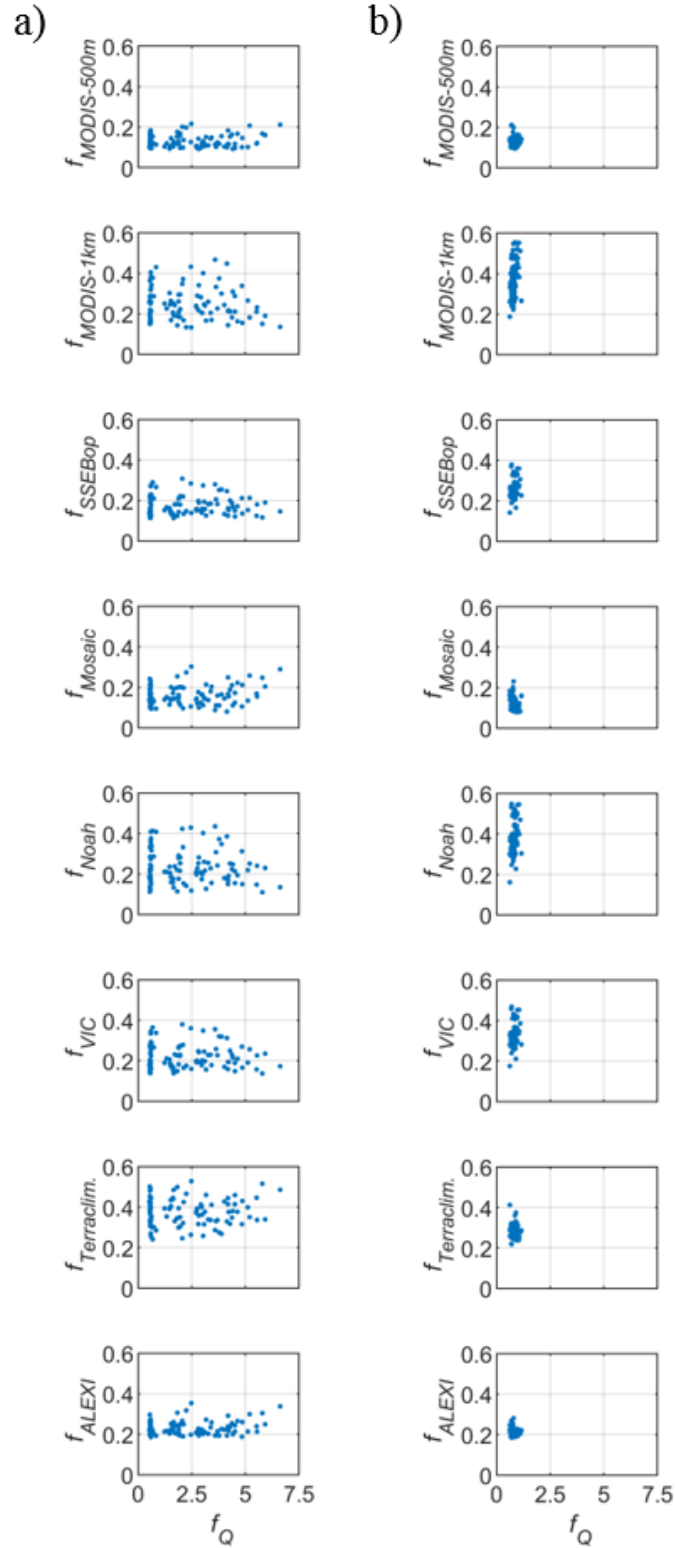 a) b)
0.6 0.6
0.4 0.4
0.2 0.2
0 0
f_MODIS-500m f_MODIS-500m
0.6 0.6
0.4 0.4
0.2 0.2
0 0
f_MODIS-1km f_MODIS-1km
0.6 0.6
0.4 0.4
0.2 0.2
0 0
f_SSEBop f_SSEBop
0.6 0.6
0.4 0.4
0.2 0.2
0 0
f_Mosaic f_Mosaic
0.6 0.6
0.4 0.4
0.2 0.2
0 0
f_Noah f_Noah
0.6 0.6
0.4 0.4
0.2 0.2
0 0
f_VIC f_VIC
0.6 0.6
0.4 0.4
0.2 0.2
0 0
f_Terraclim. f_Terraclim.
0.6 0.6
0.4 0.4
0.2 0.2
0 0
f_ALEXI f_ALEXI
0 2.5 5 7.5 0 2.5 5 7.5
f_Q f_Q